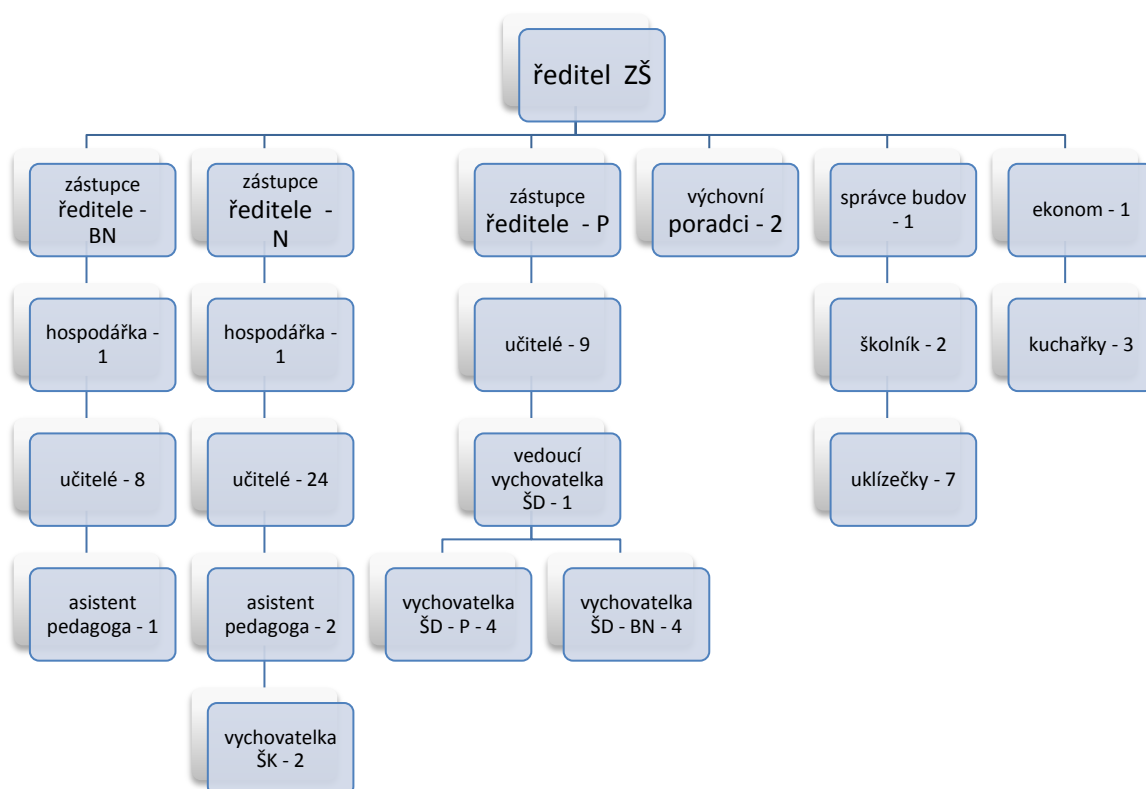 ředitel ZŠ
zástupce
ředitele -
BN
zástupce
ředitele - 
N
zástupce
ředitele - P
výchovní
poradci - 2
správce budov
- 1
ekonom - 1
hospodářka -
1
hospodářka -
1
učitelé - 9
školník - 2
kuchařky - 3
učitelé - 8
učitelé - 24
vedoucí
vychovatelka
ŠD - 1
uklízečky - 7
asistent
pedagoga - 1
asistent
pedagoga - 2
vychovatelka
ŠD - P - 4
vychovatelka
ŠD - BN - 4
vychovatelka
ŠK - 2